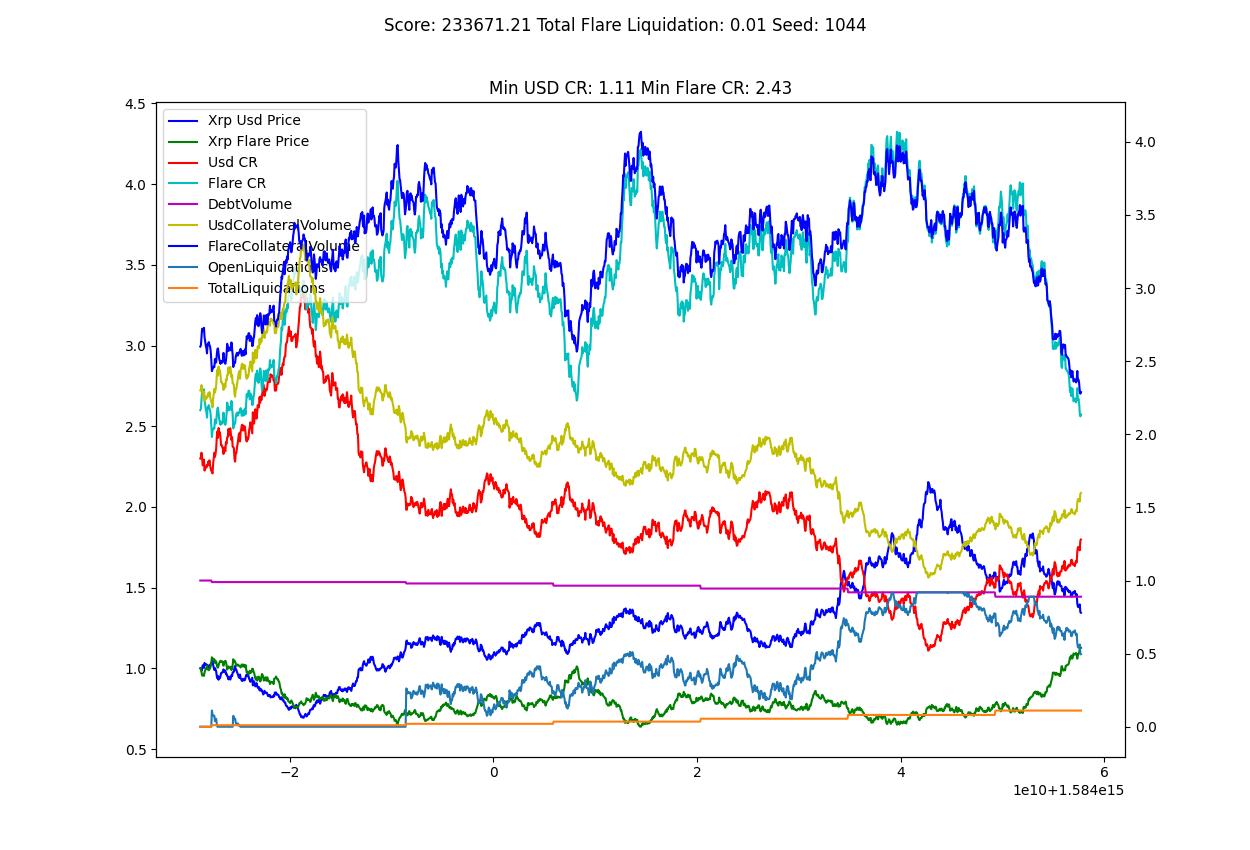 Score: 233671.21 Total Flare Liquidation: 0.01 Seed: 1044
Min USD CR: 1.11 Min Flare CR: 2.43
Xrp Usd Price
Xrp Flare Price
Usd CR
Flare CR
DebtVolume
UsdCollateralVolume
FlareCollateralVolume
OpenLiquidations
TotalLiquidations
4.5
4.0
3.5
3.0
2.5
2.0
1.5
1.0
0.5
4.0
3.5
3.0
2.5
2.0
1.5
1.0
0.5
0.0
−2 0 2 4 6
1e10+1.584e15